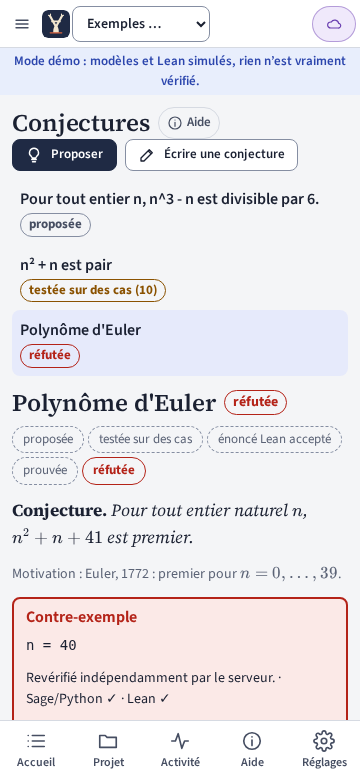 Exemples ...
Mode démo : modèles et Lean simulés, rien n’est vraiment
vérifié.
Conjectures
Aide
Proposer
Écrire une conjecture
Pour tout entier n, n^3 - n est divisible par 6.
proposée
n² + n est pair
testée sur des cas (10)
Polynôme d'Euler
réfutée
Polynôme d'Euler réfutée
proposée testée sur des cas énoncé Lean accepté
prouvée réfutée
Conjecture. Pour tout entier naturel n,
n² + n + 41 est premier.
Motivation : Euler, 1772 : premier pour n = 0, . . . , 39.
Contre-exemple
n = 40
Revérifié indépendamment par le serveur. ·
Sage/Python ✓ · Lean ✓
Accueil Projet Activité Aide Réglages